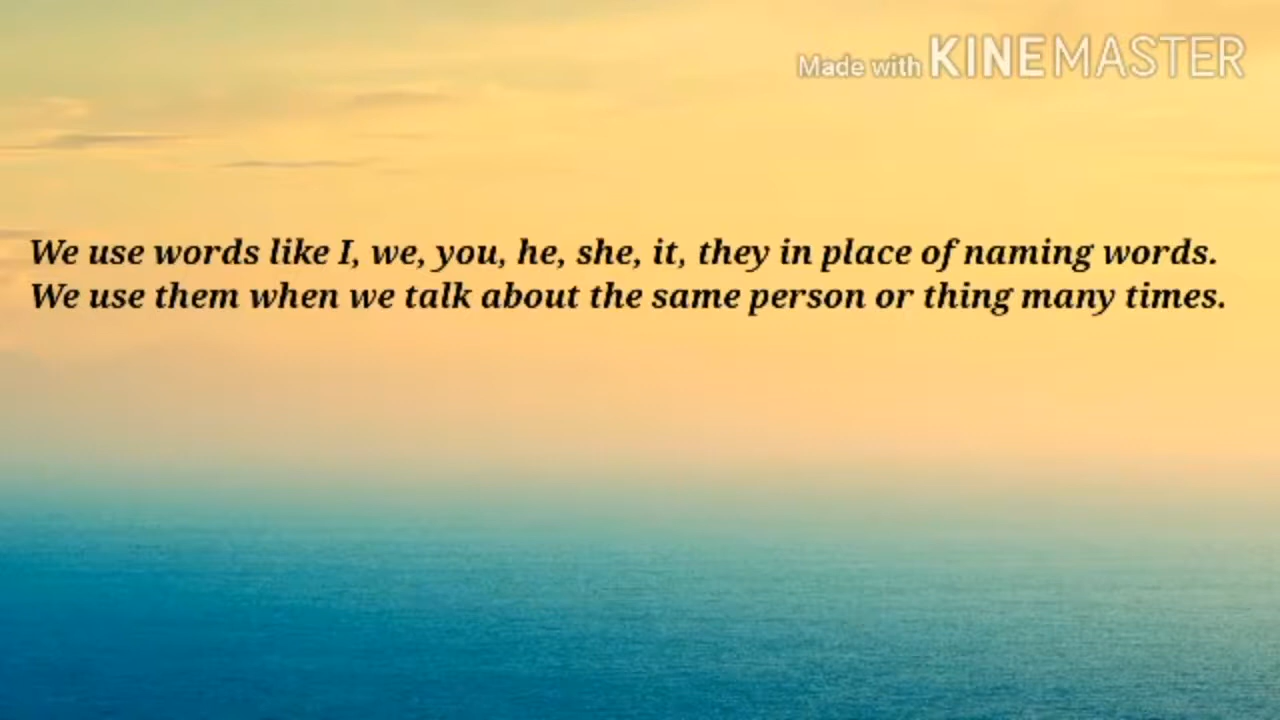 Made with KINEMASTER
We use words like I, we, you, he, she, it, they in place of naming words.
We use them when we talk about the same person or thing many times.